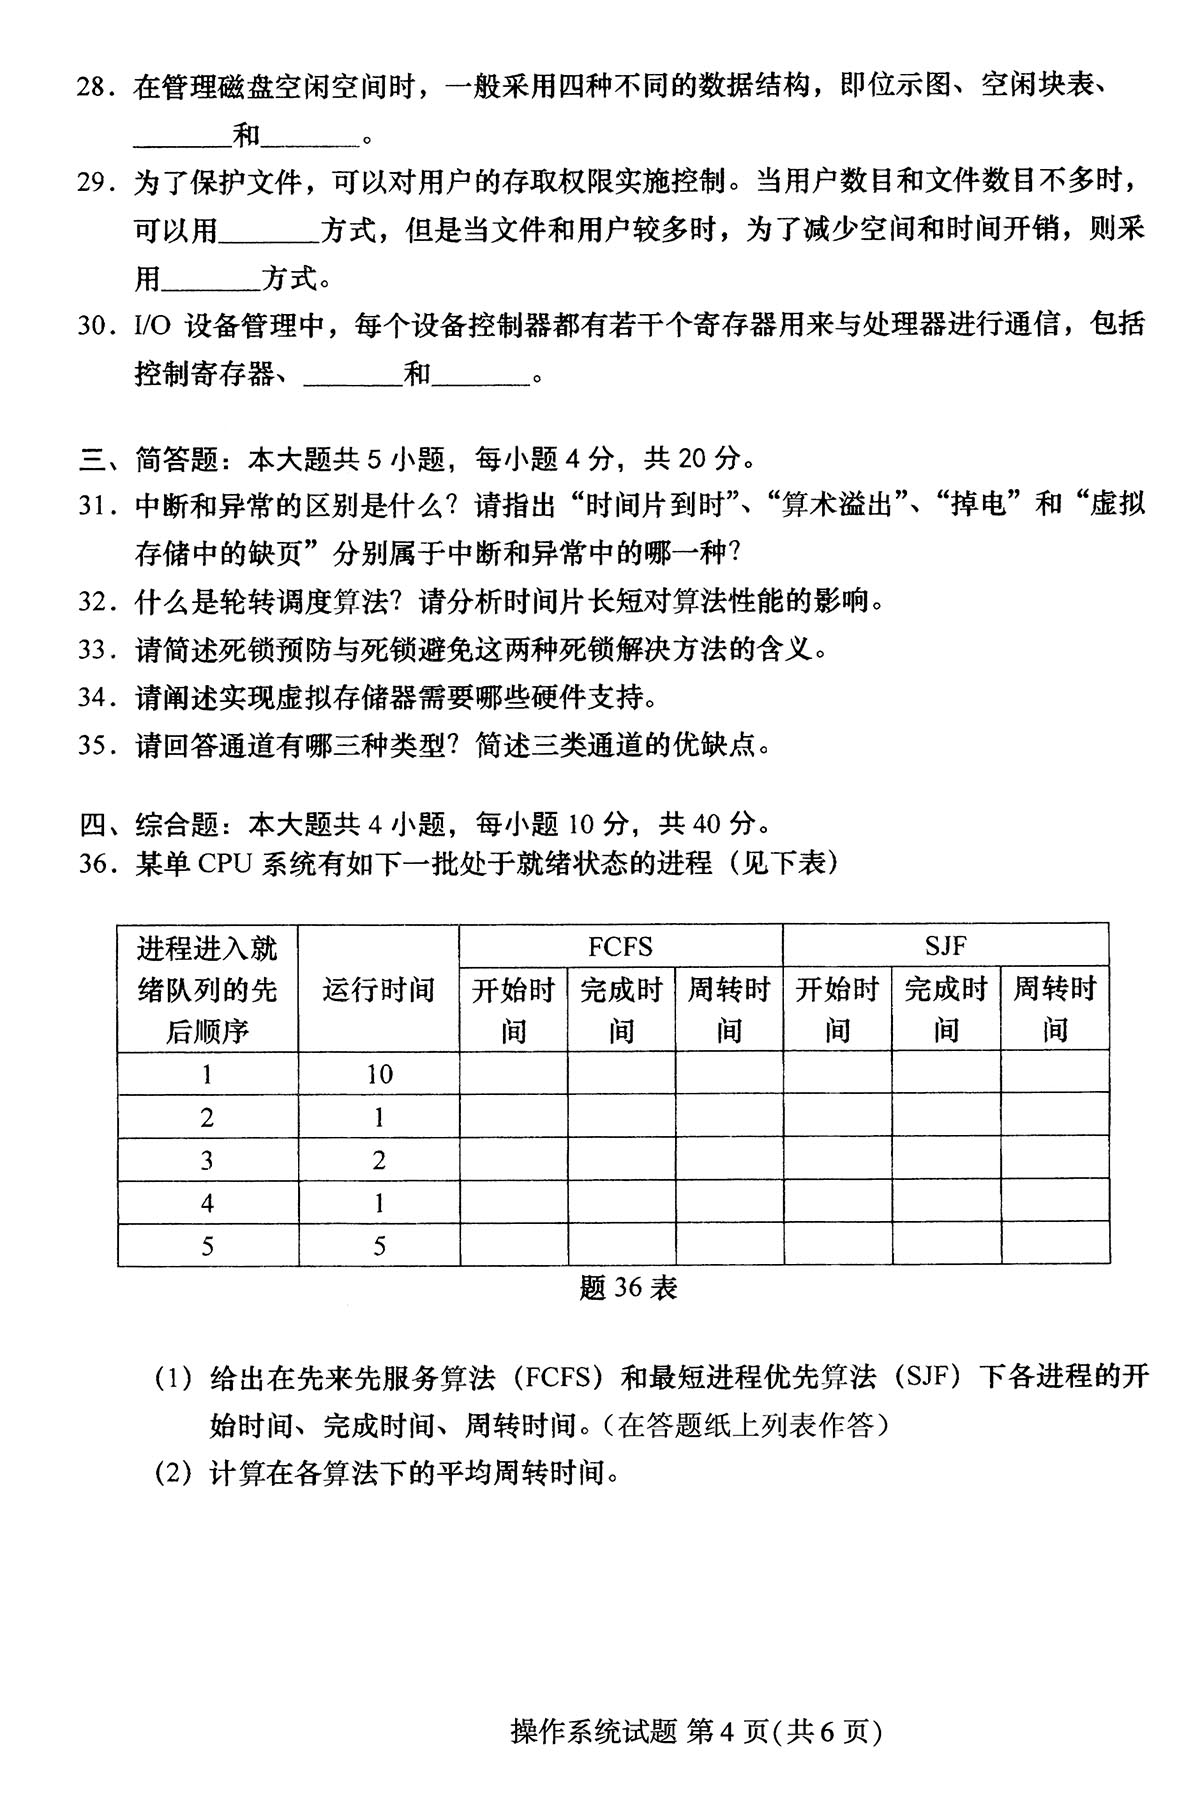 28．在管理磁盘空闲空间时，一般采用四种不同的数据结构，即位示图、空闲块表、
_______和_______。
29．为了保护文件，可以对用户的存取权限实施控制。当用户数目和文件数目不多时，
可以用_______方式，但是当文件和用户较多时，为了减少空间和时间开销，则采
用_______方式。
30．I/O 设备管理中，每个设备控制器都有若干个寄存器用来与处理器进行通信，包括
控制寄存器、_______和_______。
三、简答题：本大题共 5 小题，每小题 4 分，共 20 分。
31．中断和异常的区别是什么？请指出“时间片到时”、“算术溢出”、“掉电”和“虚拟
存储中的缺页”分别属于中断和异常中的哪一种？
32．什么是轮转调度算法？请分析时间片长短对算法性能的影响。
33．请简述死锁预防与死锁避免这两种死锁解决方法的含义。
34．请阐述实现虚拟存储器需要哪些硬件支持。
35．请回答通道有哪三种类型？简述三类通道的优缺点。
四、综合题：本大题共 4 小题，每小题 10 分，共 40 分。
36．某单 CPU 系统有如下一批处于就绪状态的进程（见下表）
进程进入就 FCFS SJF
绪队列的先 运行时间 开始时 完成时 周转时 开始时 完成时 周转时
后顺序 间 间 间 间 间 间
1 10
2 1
3 2
4 1
5 5
题 36 表
（1）给出在先来先服务算法（FCFS）和最短进程优先算法（SJF）下各进程的开
始时间、完成时间、周转时间。（在答题纸上列表作答）
（2）计算在各算法下的平均周转时间。
操作系统试题 第 4 页(共 6 页)